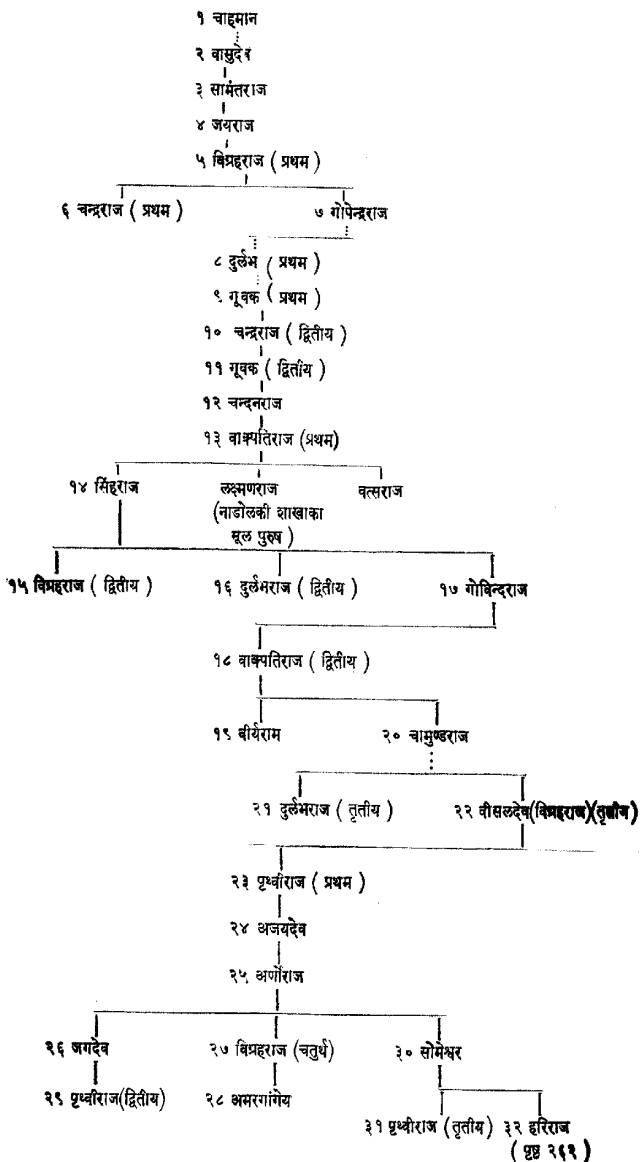 १ चाहमान
२ वासुदेव
३ सामंतराज
४ जयराज
५ विग्रहराज ( प्रथम )
६ चन्द्रराज ( प्रथम ) ७ गोपेन्द्रराज
८ दुर्लभ ( प्रथम )
९ गूवक ( प्रथम )
१० चन्द्रराज ( द्वितीय )
११ गूवक ( द्वितीय )
१२ चन्दनराज
१३ वाक्पतिराज (प्रथम)
१४ सिंहराज लक्ष्मणराज वत्सराज
(नाडोलकी शाखाका
मूल पुरुष )
१५ विग्रहराज ( द्वितीय ) १६ दुर्लभराज ( द्वितीय ) १७ गोविन्दराज
१८ वाक्पतिराज ( द्वितीय )
१९ वीर्यराम २० चामुण्डराज
२१ दुर्लभराज ( तृतीय ) २२ वीसलदेव(विग्रहराज)(तृतीय)
२३ पृथ्वीराज ( प्रथम )
२४ अजयदेव
२५ अर्णोराज
२६ जगदेव २७ विग्रहराज (चतुर्थ) ३० सोमेश्वर
२९ पृथ्वीराज(द्वितीय) २८ अमरगांगेय
३१ पृथ्वीराज ( तृतीय ) ३२ हरिराज
( पृष्ठ २६१ )